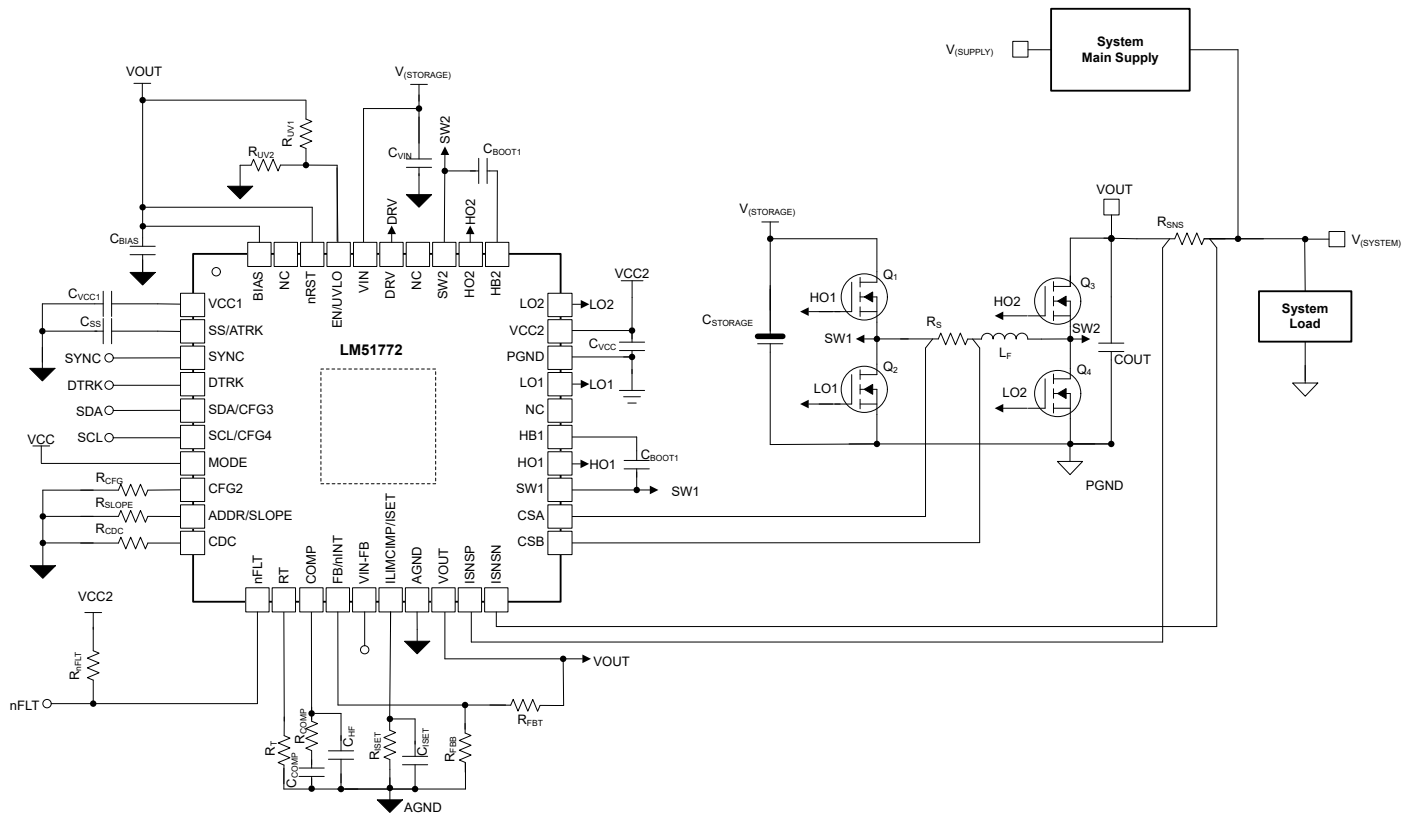 System
Main Supply
V(SUPPLY)
VOUT
V(STORAGE)
RUV1
RUV2
CVIN
SW2
CBOOT1
DRV
HO2
CBIAS
BIAS
NC
nRST
EN/UVLO
VIN
DRV
NC
SW2
HO2
HB2
CVCC1
VCC1
CSS
SS/ATRK
SYNC
SYNC
DTRK
DTRK
SDA
SDA/CFG3
SCL
SCL/CFG4
VCC
MODE
RCFG
CFG2
RSLOPE
ADDR/SLOPE
RCDC
CDC
LM51772
LO2
LO2
VCC2
VCC2
CVCC
PGND
LO1
LO1
NC
HB1
CBOOT1
HO1
HO1
SW1
SW1
CSA
CSB
nFLT
RT
COMP
FB/nINT
VIN-FB
ILIMCIMP/ISET
AGND
VOUT
ISNSP
ISNSN
VCC2
RnFLT
nFLT
RT
RCOMP
CCOMP
CHF
RISET
CISET
RFBB
RFBT
VOUT
AGND
V(STORAGE)
CSTORAGE
HO1
Q1
SW1
LO1
Q2
RS
LF
HO2
Q3
SW2
LO2
Q4
COUT
PGND
VOUT
RSNS
V(SYSTEM)
System
Load